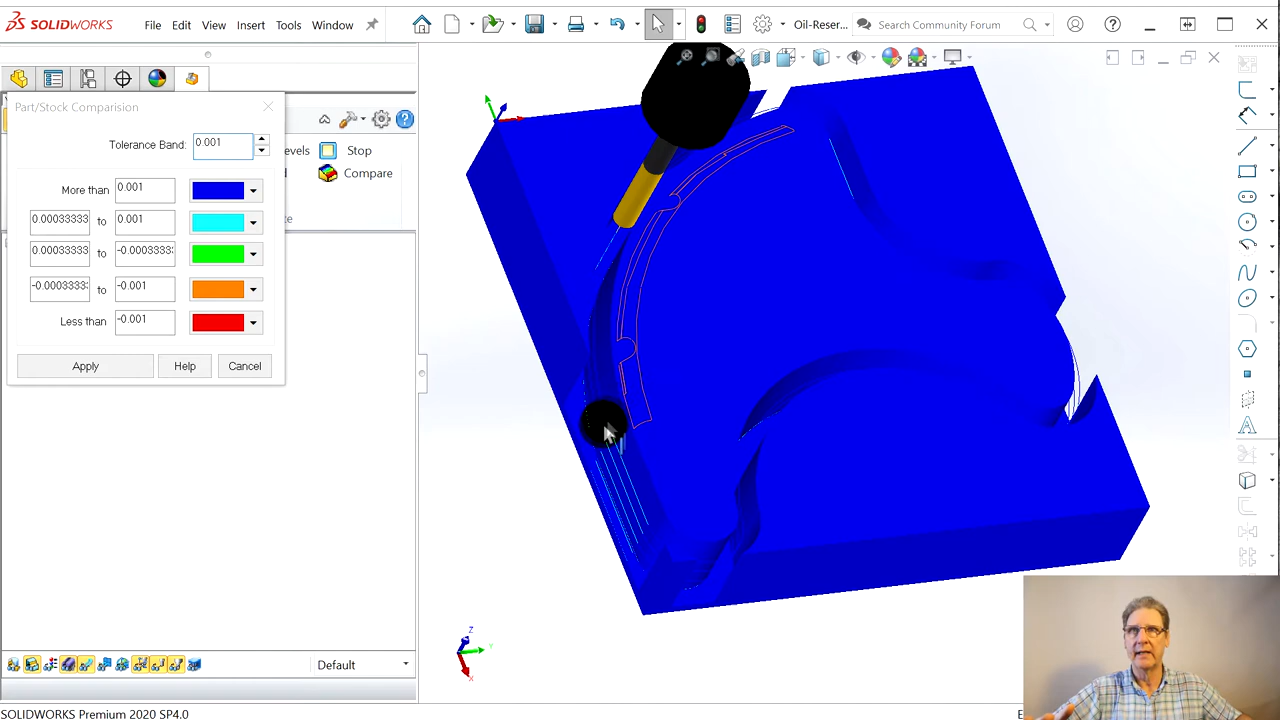 SOLIDWORKS File Edit View Insert Tools Window Oil-Reser... Search Community Forum
Part/Stock Comparision
Tolerance Band: 0.001
evels Stop
Compare
More than 0.001
0.00033333 to 0.001
0.00033333 to -0.0003333
-0.0003333 to -0.001
Less than -0.001
Apply Help Cancel
Z
Y
X
Default
SOLIDWORKS Premium 2020 SP4.0
E